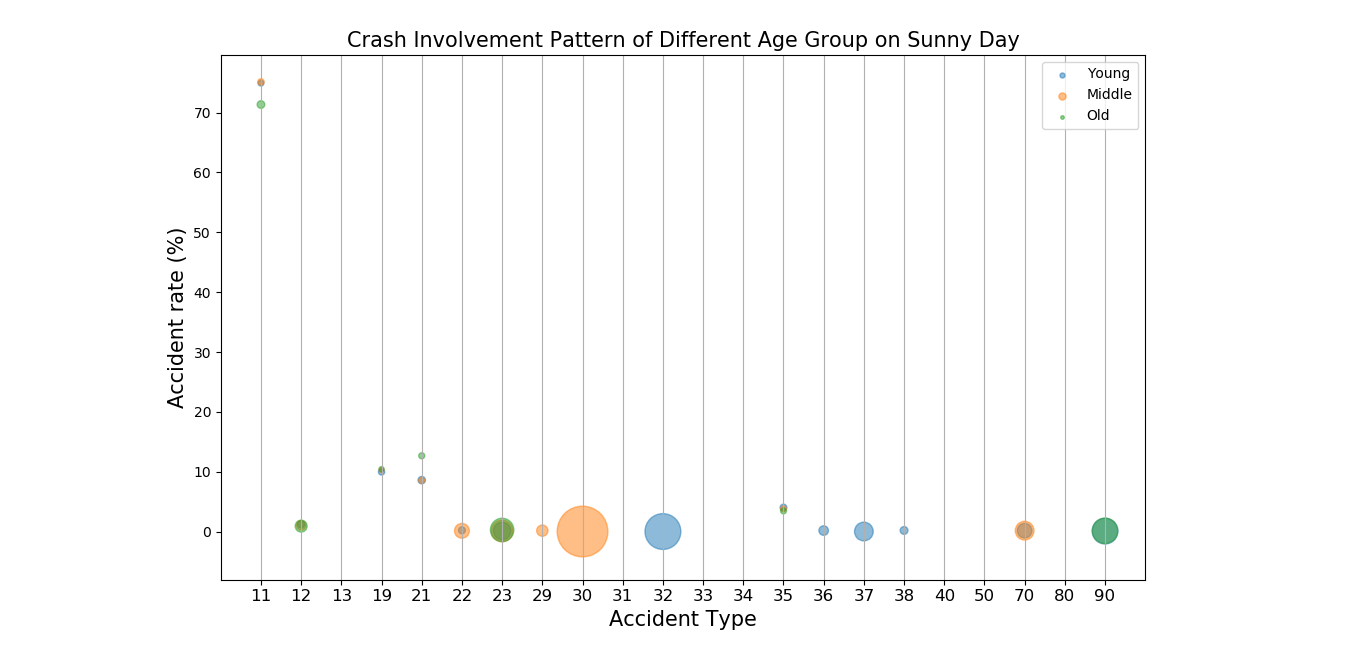 Crash Involvement Pattern of Different Age Group on Sunny Day
Young
Middle
Old
Accident rate (%)
70
60
50
40
30
20
10
0
11 12 13 19 21 22 23 29 30 31 32 33 34 35 36 37 38 40 50 70 80 90
Accident Type